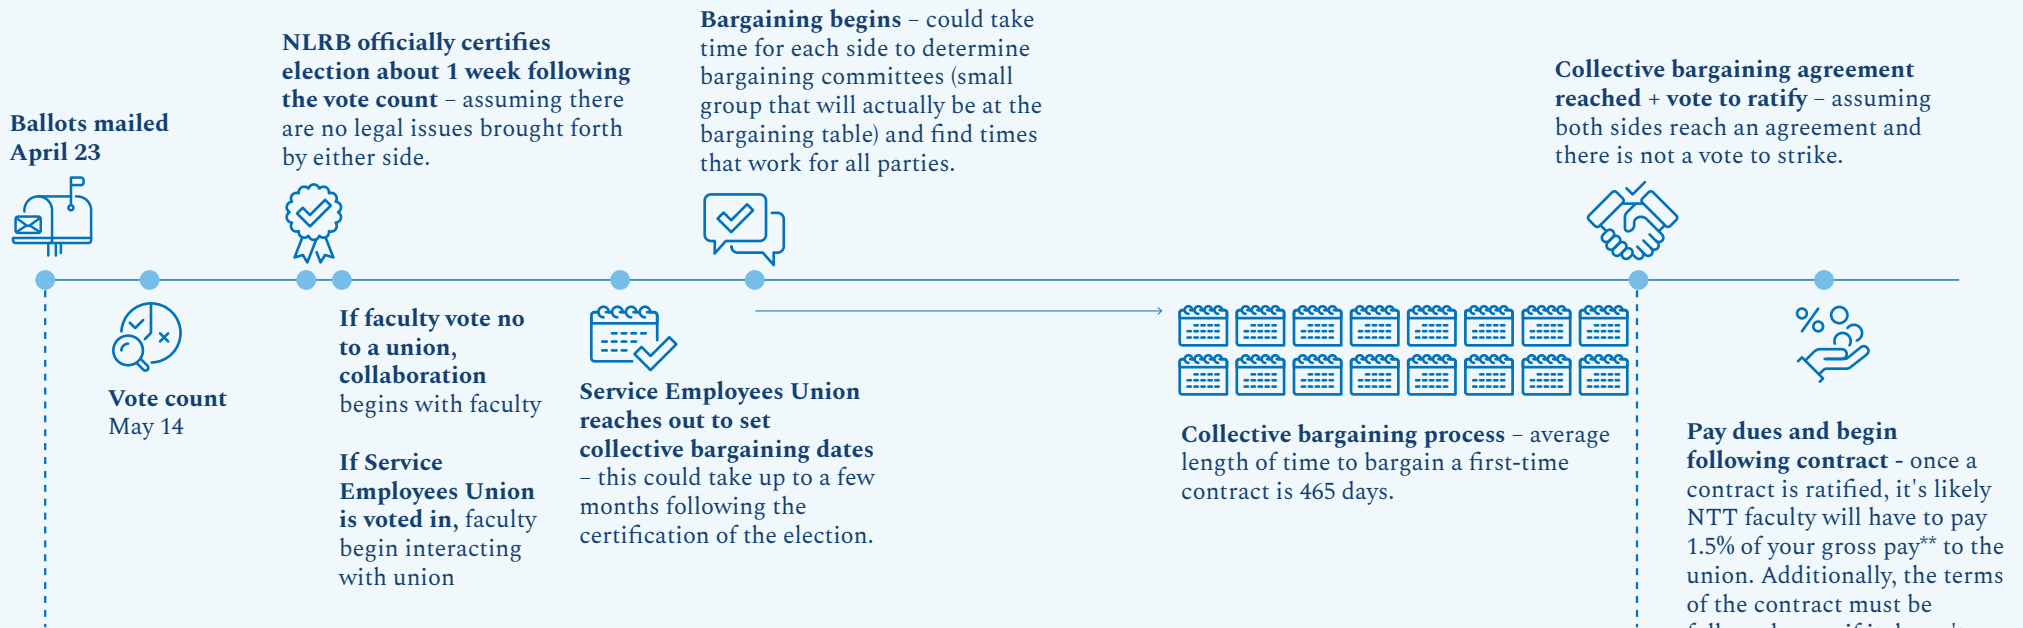 Ballots mailed
April 23
Vote count
May 14
NLRB officially certifies
election about 1 week following
the vote count – assuming there
are no legal issues brought forth
by either side.
If faculty vote no
to a union,
collaboration
begins with faculty
If Service
Employees Union
is voted in, faculty
begin interacting
with union
Service Employees Union
reaches out to set
collective bargaining dates
– this could take up to a few
months following the
certification of the election.
Bargaining begins – could take
time for each side to determine
bargaining committees (small
group that will actually be at the
bargaining table) and find times
that work for all parties.
Collective bargaining process – average
length of time to bargain a first-time
contract is 465 days.
Collective bargaining agreement
reached + vote to ratify – assuming
both sides reach an agreement and
there is not a vote to strike.
%
Pay dues and begin
following contract - once a
contract is ratified, it's likely
NTT faculty will have to pay
1.5% of your gross pay** to the
union. Additionally, the terms
of the contract must be